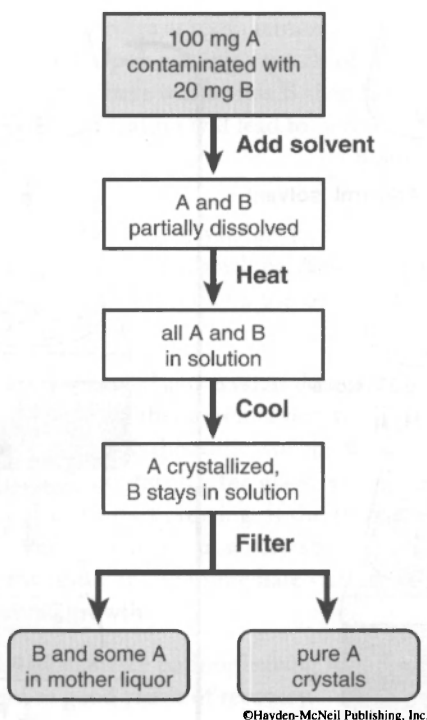 100 mg A
contaminated with
20 mg B
Add solvent
A and B
partially dissolved
Heat
all A and B
in solution
Cool
A crystallized,
B stays in solution
Filter
B and some A
in mother liquor
pure A
crystals
©Hayden-McNeil Publishing, Inc